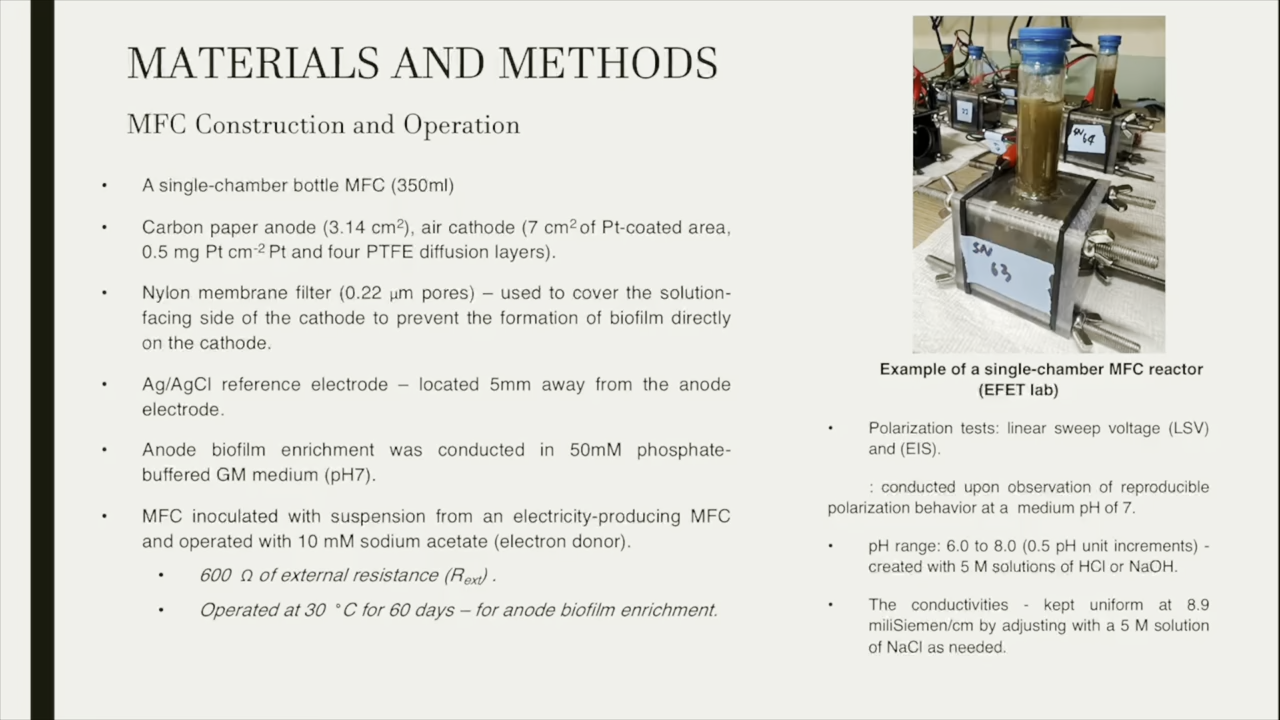 MATERIALS AND METHODS
MFC Construction and Operation
• A single-chamber bottle MFC (350ml)
• Carbon paper anode (3.14 cm²), air cathode (7 cm² of Pt-coated area,
0.5 mg Pt cm⁻² Pt and four PTFE diffusion layers).
• Nylon membrane filter (0.22 μm pores) – used to cover the solution-
facing side of the cathode to prevent the formation of biofilm directly
on the cathode.
• Ag/AgCl reference electrode – located 5mm away from the anode
electrode.
• Anode biofilm enrichment was conducted in 50mM phosphate-
buffered GM medium (pH7).
• MFC inoculated with suspension from an electricity-producing MFC
and operated with 10 mM sodium acetate (electron donor).
• 600 Ω of external resistance (Rext) .
• Operated at 30 °C for 60 days – for anode biofilm enrichment.
SN 64
SN
63
Example of a single-chamber MFC reactor
(EFET lab)
• Polarization tests: linear sweep voltage (LSV)
and (EIS).
: conducted upon observation of reproducible
polarization behavior at a medium pH of 7.
• pH range: 6.0 to 8.0 (0.5 pH unit increments) -
created with 5 M solutions of HCl or NaOH.
• The conductivities - kept uniform at 8.9
miliSiemen/cm by adjusting with a 5 M solution
of NaCl as needed.